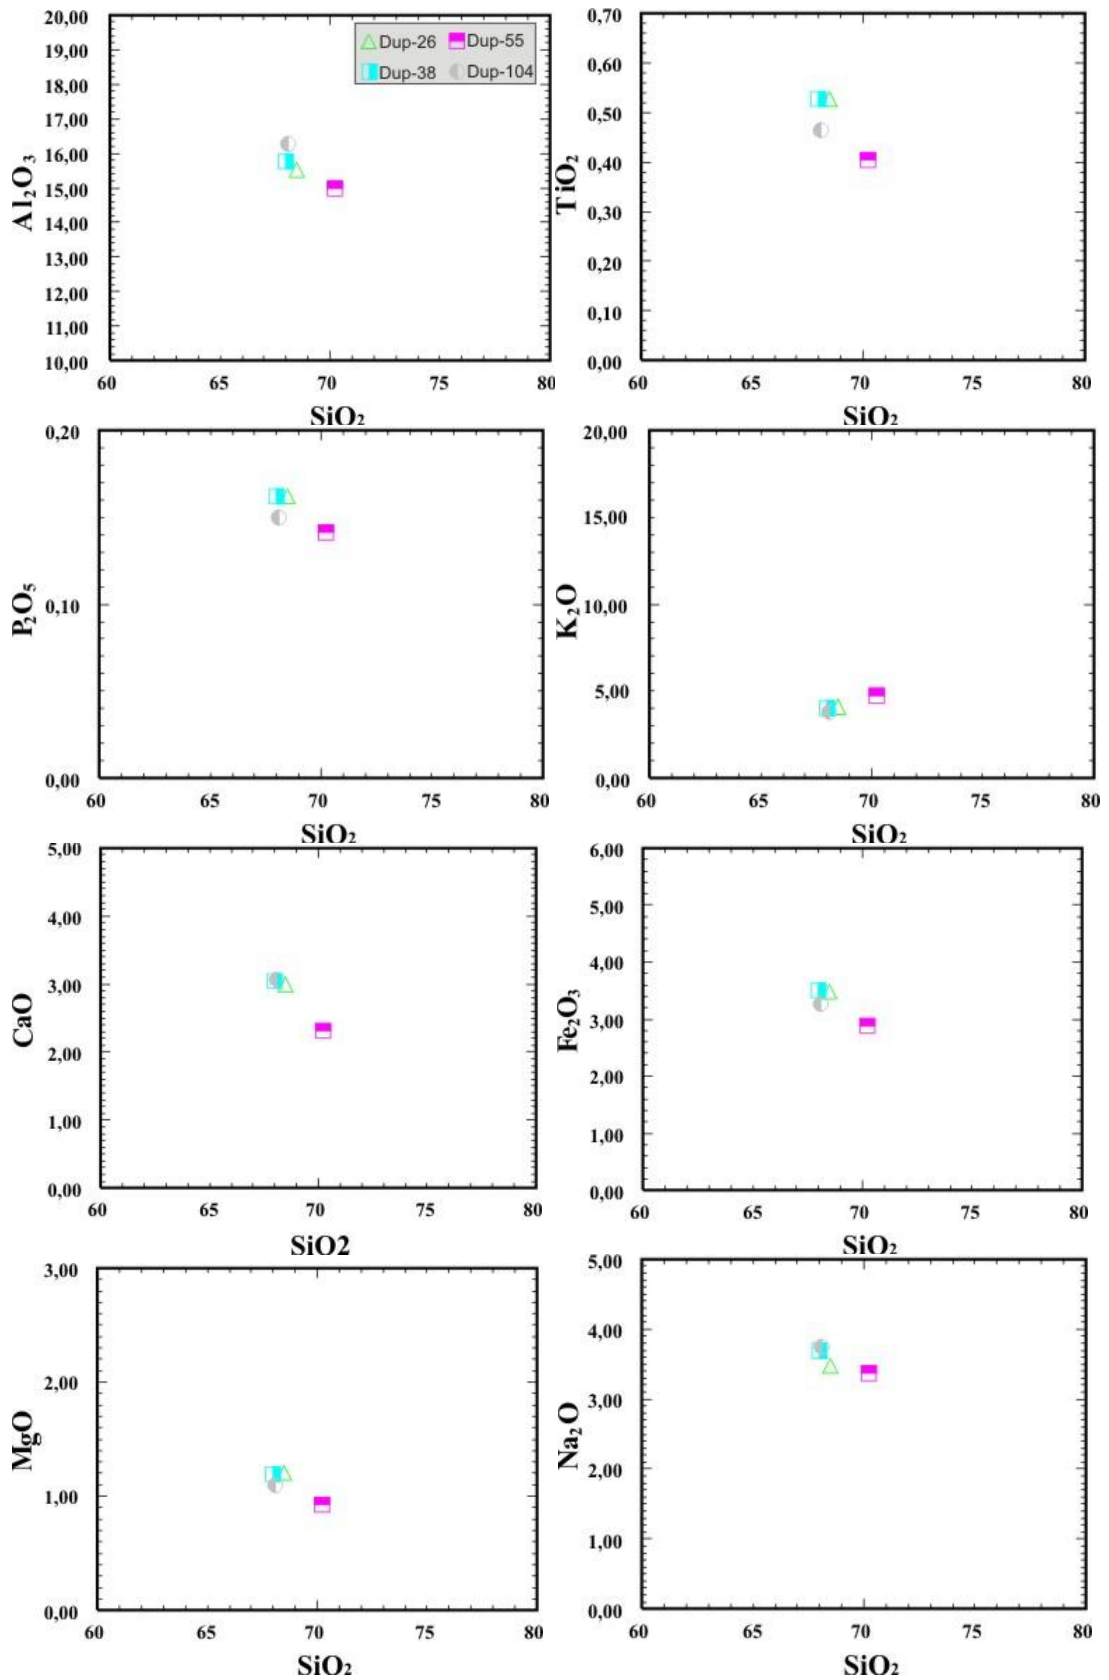 20,00
19,00
18,00
17,00
16,00
15,00
14,00
13,00
12,00
11,00
10,00
Al2O3
Dup-26 Dup-55
Dup-38 Dup-104
60 65 70 75 80
SiO2
0,70
0,60
0,50
0,40
0,30
0,20
0,10
0,00
TiO2
60 65 70 75 80
SiO2
0,20
0,10
0,00
P2O5
60 65 70 75 80
SiO2
20,00
15,00
10,00
5,00
0,00
K2O
60 65 70 75 80
SiO2
5,00
4,00
3,00
2,00
1,00
0,00
CaO
60 65 70 75 80
SiO2
6,00
5,00
4,00
3,00
2,00
1,00
0,00
Fe2O3
60 65 70 75 80
SiO2
3,00
2,00
1,00
0,00
MgO
60 65 70 75 80
SiO2
5,00
4,00
3,00
2,00
1,00
0,00
Na2O
60 65 70 75 80
SiO2